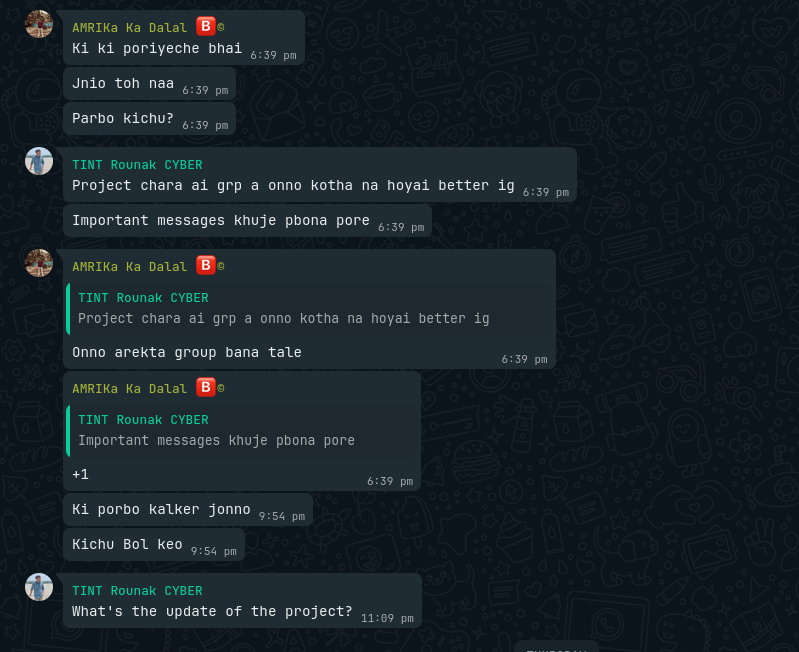 AMRIKa Ka Dalal 🅱️©
Ki ki poriyeche bhai 6:39 pm
Jnio toh naa 6:39 pm
Parbo kichu? 6:39 pm
TINT Rounak CYBER
Project chara ai grp a onno kotha na hoyai better ig 6:39 pm
Important messages khuje pbona pore 6:39 pm
AMRIKa Ka Dalal 🅱️©
TINT Rounak CYBER
Project chara ai grp a onno kotha na hoyai better ig
Onno arekta group bana tale 6:39 pm
AMRIKa Ka Dalal 🅱️©
TINT Rounak CYBER
Important messages khuje pbona pore
+1 6:39 pm
Ki porbo kalker jonno 9:54 pm
Kichu Bol keo 9:54 pm
TINT Rounak CYBER
What's the update of the project? 11:09 pm